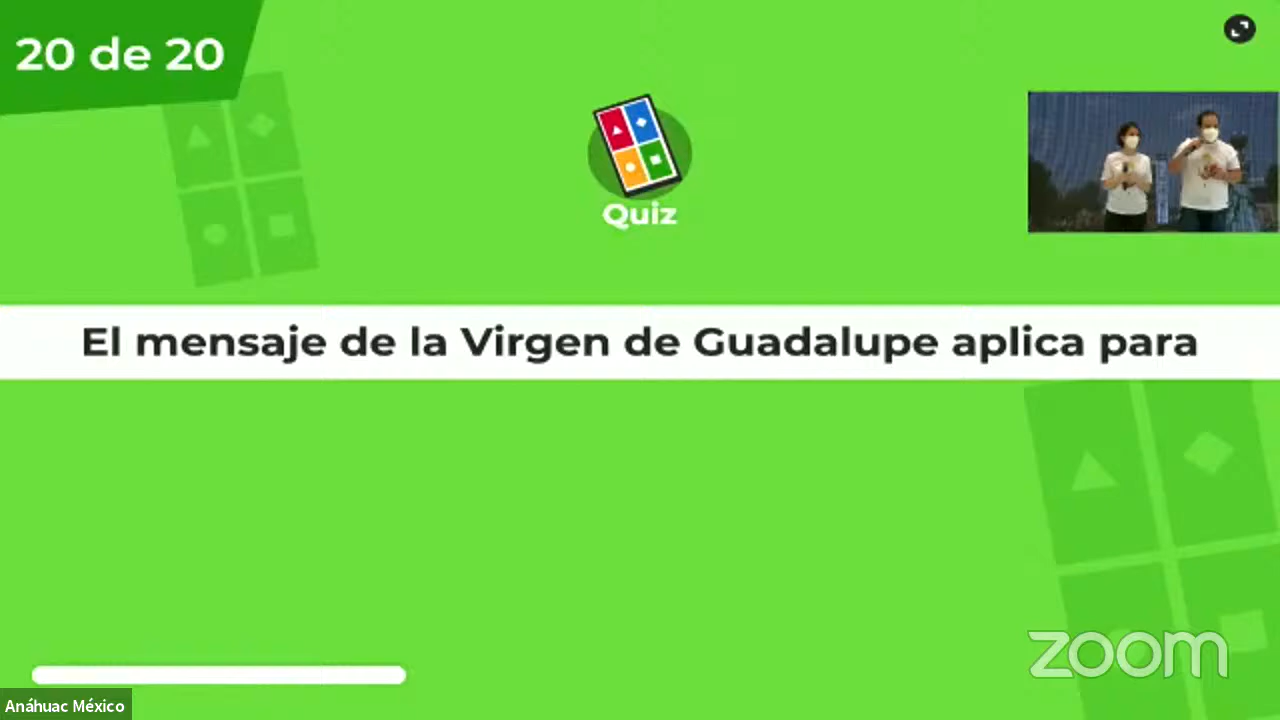 20 de 20
Quiz
El mensaje de la Virgen de Guadalupe aplica para
zoom
Anáhuac México